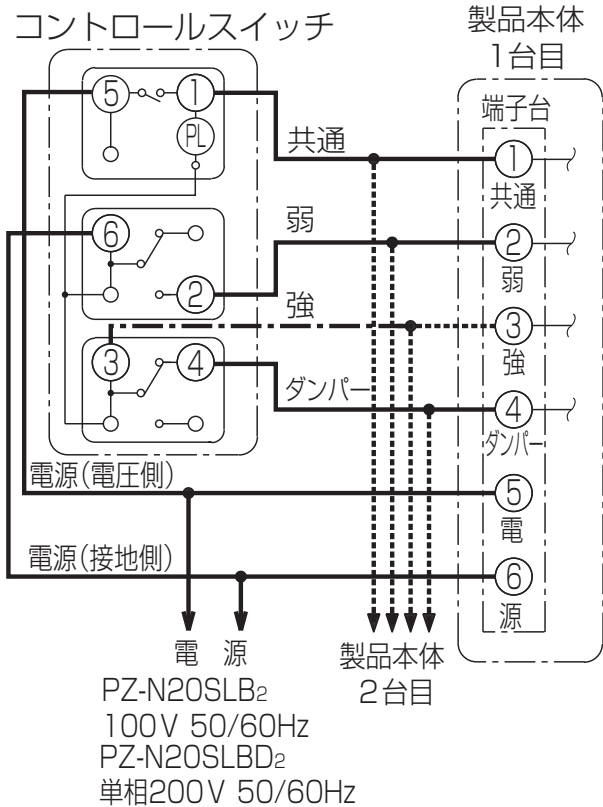 コントロールスイッチ
製品本体
1台目
端子台
5
1
PL
共通
1
共通
6
弱
2
2
弱
強
3
強
3
4
ダンパー
4
ダンパー
電源(電圧側)
5
電
電源(接地側)
6
源
電 源
製品本体
2台目
PZ-N20SLB2
100V 50/60Hz
PZ-N20SLBD2
単相200V 50/60Hz